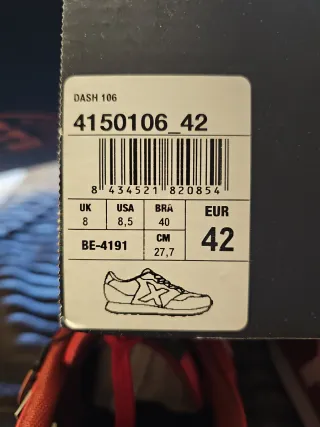 DASH 106
4150106_42
8 434521 820854
UK USA BRA EUR
8 8,5 40 42
BE-4191 CM
27,7
X